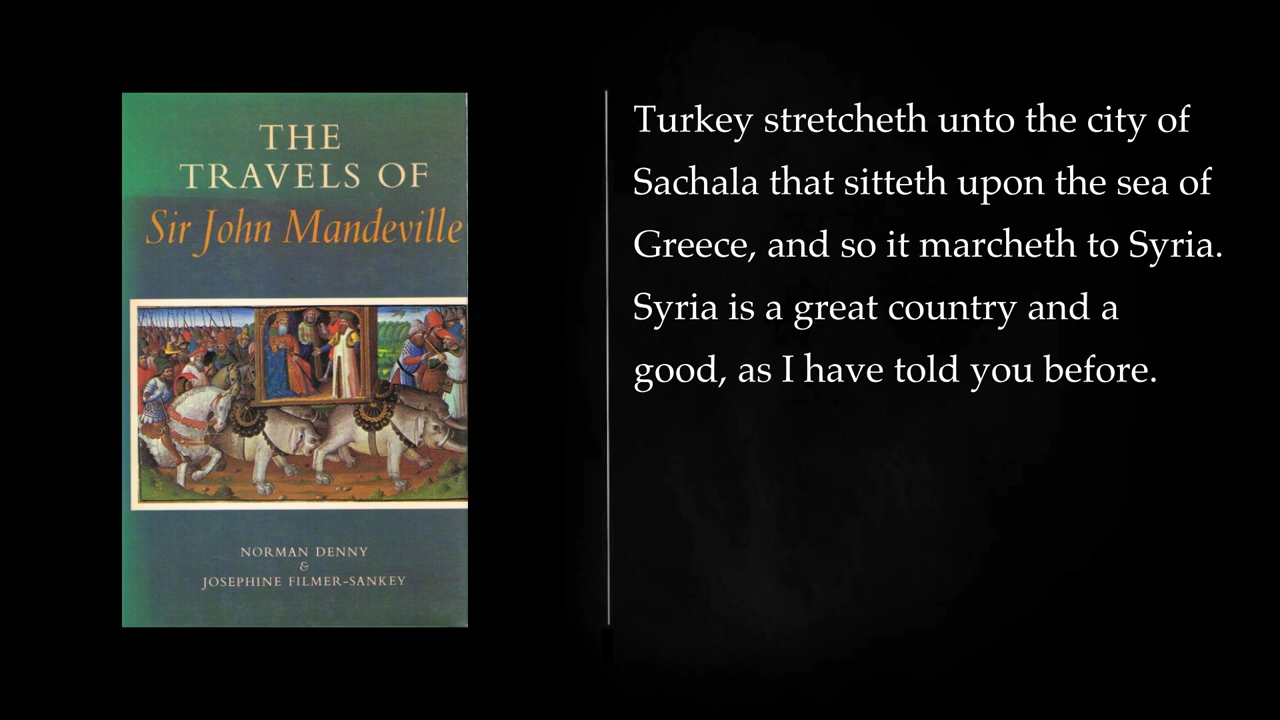 THE
TRAVELS OF
Sir John Mandeville
NORMAN DENNY
&
JOSEPHINE FILMER-SANKEY
Turkey stretcheth unto the city of
Sachala that sitteth upon the sea of
Greece, and so it marcheth to Syria.
Syria is a great country and a
good, as I have told you before.